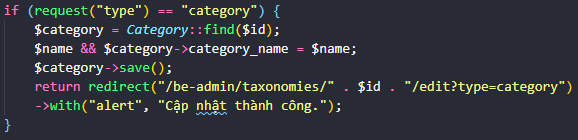 if (request("type") == "category") {
    $category = Category::find($id);
    $name && $category->category_name = $name;
    $category->save();
    return redirect("/be-admin/taxonomies/" . $id . "/edit?type=category")
    ->with("alert", "Cập nhật thành công.");
}